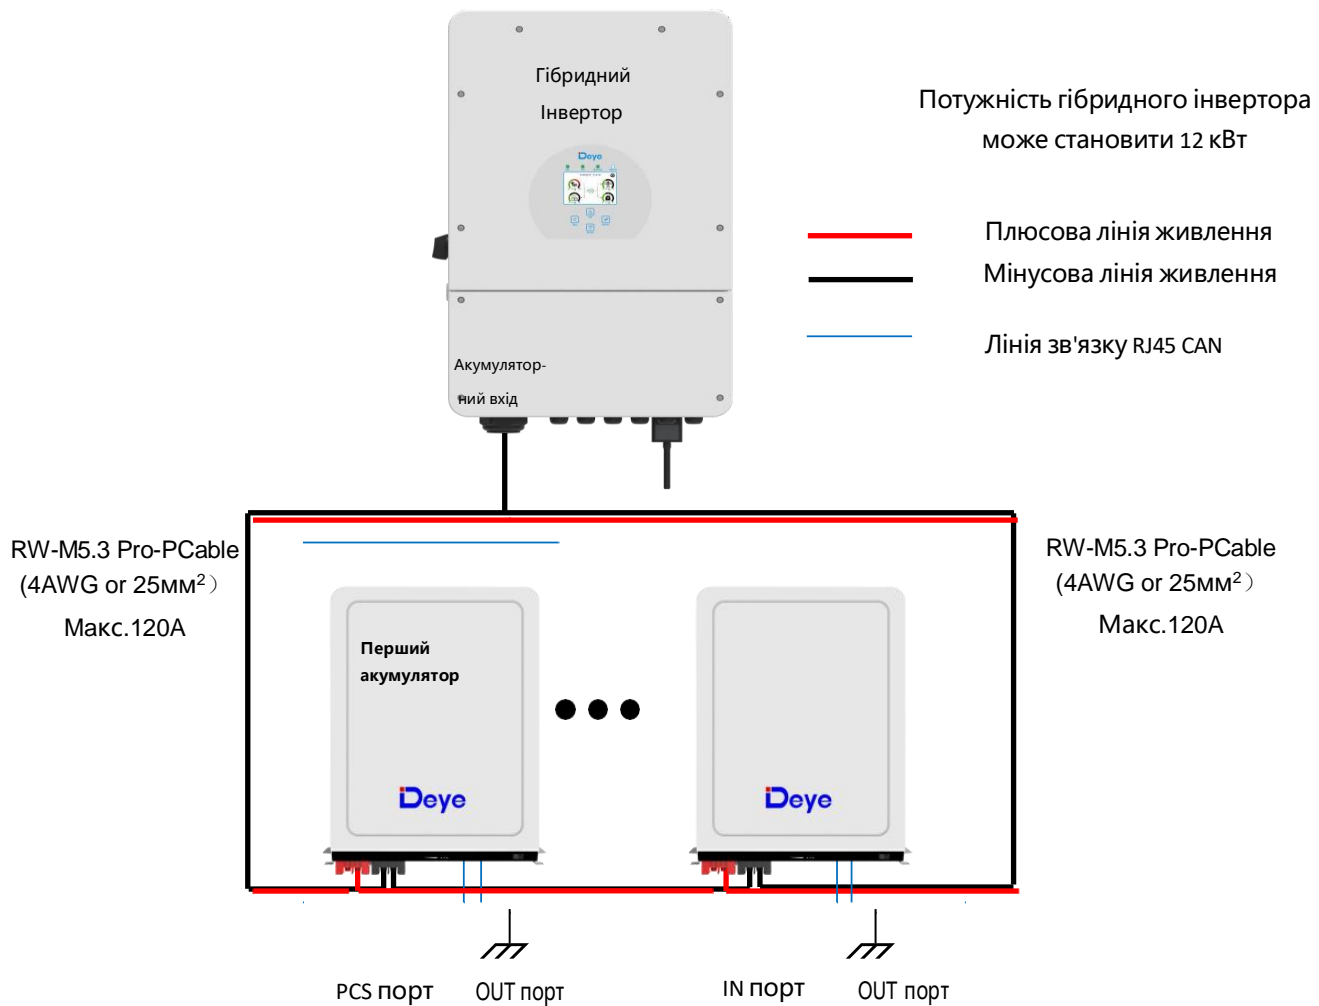 Гібридний
Інвертор
Deye
Потужність гібридного інвертора
може становити 12 кВт
Плюсова лінія живлення
Мінусова лінія живлення
Лінія зв'язку RJ45 CAN
Акумулятор-
ний вхід
RW-M5.3 Pro-PCable
(4AWG or 25мм²）
Макс.120А
RW-M5.3 Pro-PCable
(4AWG or 25мм²）
Макс.120А
Перший
акумулятор
Deye
Deye
PCS порт
OUT порт
IN порт
OUT порт